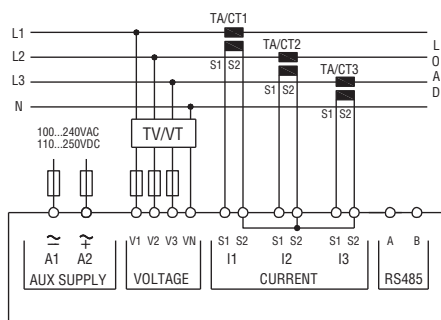 TA/CT1
L1
TA/CT2
L2
S1 S2
TA/CT3
L3
S1 S2
N
S1 S2
LOAD
100...240VAC
110...250VDC
TV/VT
V1 V2 V3 VN
S1 S2 S1 S2 S1 S2
A B
A1 A2
I1 I2 I3
AUX SUPPLY
VOLTAGE
CURRENT
RS485